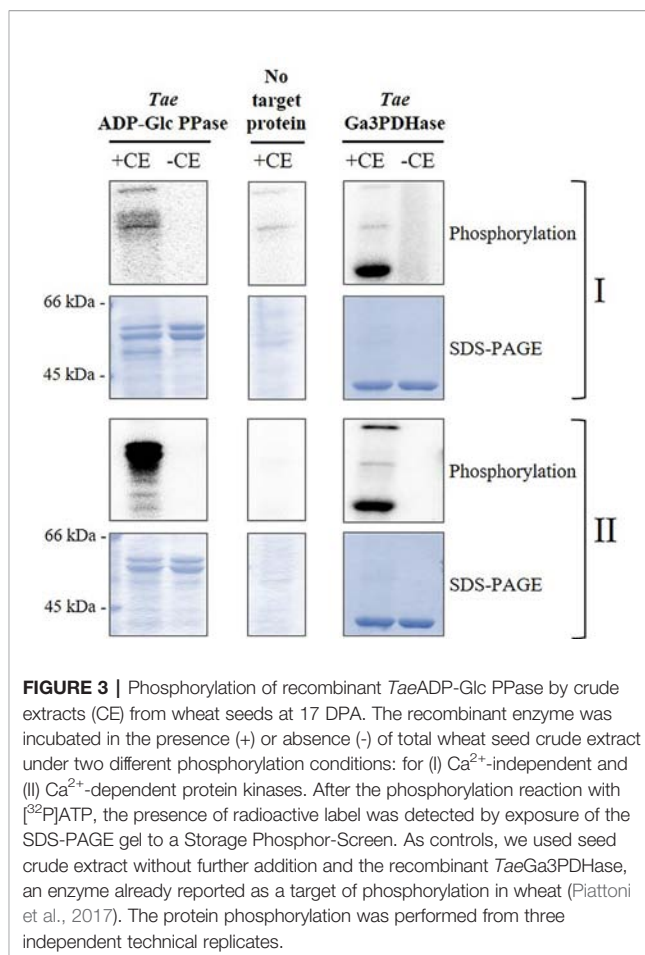 Tae ADP-Glc PPase
No target protein
Tae Ga3PDHase
+CE -CE +CE +CE -CE
Phosphorylation
66 kDa -
45 kDa -
SDS-PAGE
I
Phosphorylation
66 kDa -
45 kDa -
SDS-PAGE
II
FIGURE 3 | Phosphorylation of recombinant TaeADP-Glc PPase by crude
extracts (CE) from wheat seeds at 17 DPA. The recombinant enzyme was
incubated in the presence (+) or absence (-) of total wheat seed crude extract
under two different phosphorylation conditions: for (I) Ca²⁺-independent and
(II) Ca²⁺-dependent protein kinases. After the phosphorylation reaction with
[³²P]ATP, the presence of radioactive label was detected by exposure of the
SDS-PAGE gel to a Storage Phosphor-Screen. As controls, we used seed
crude extract without further addition and the recombinant TaeGa3PDHase,
an enzyme already reported as a target of phosphorylation in wheat (Piattoni
et al., 2017). The protein phosphorylation was performed from three
independent technical replicates.